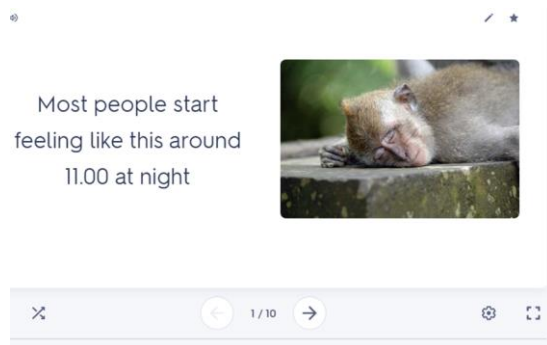 Most people start
feeling like this around
11.00 at night
1 / 10